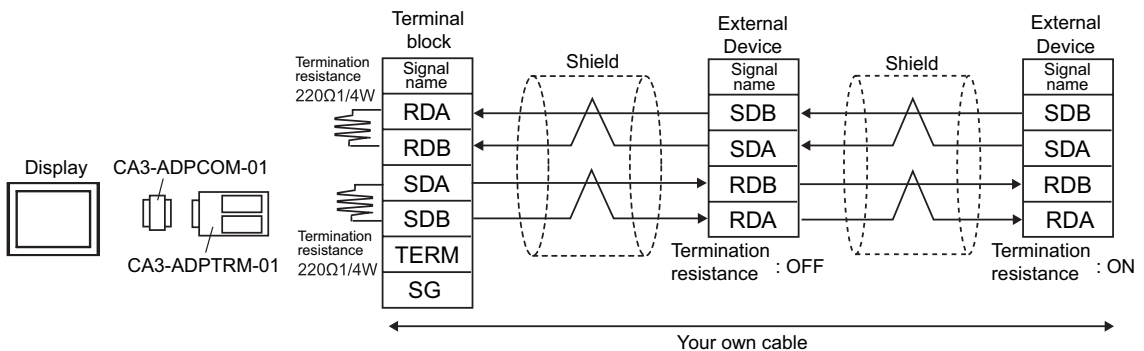 Display
CA3-ADPCOM-01
CA3-ADPTRM-01
Termination
resistance
220Ω1/4W
Termination
resistance
220Ω1/4W
Terminal
block
Signal
name
RDA
RDB
SDA
SDB
TERM
SG
Shield
External
Device
Signal
name
SDB
SDA
RDB
RDA
Termination
resistance : OFF
Shield
External
Device
Signal
name
SDB
SDA
RDB
RDA
Termination
resistance : ON
Your own cable